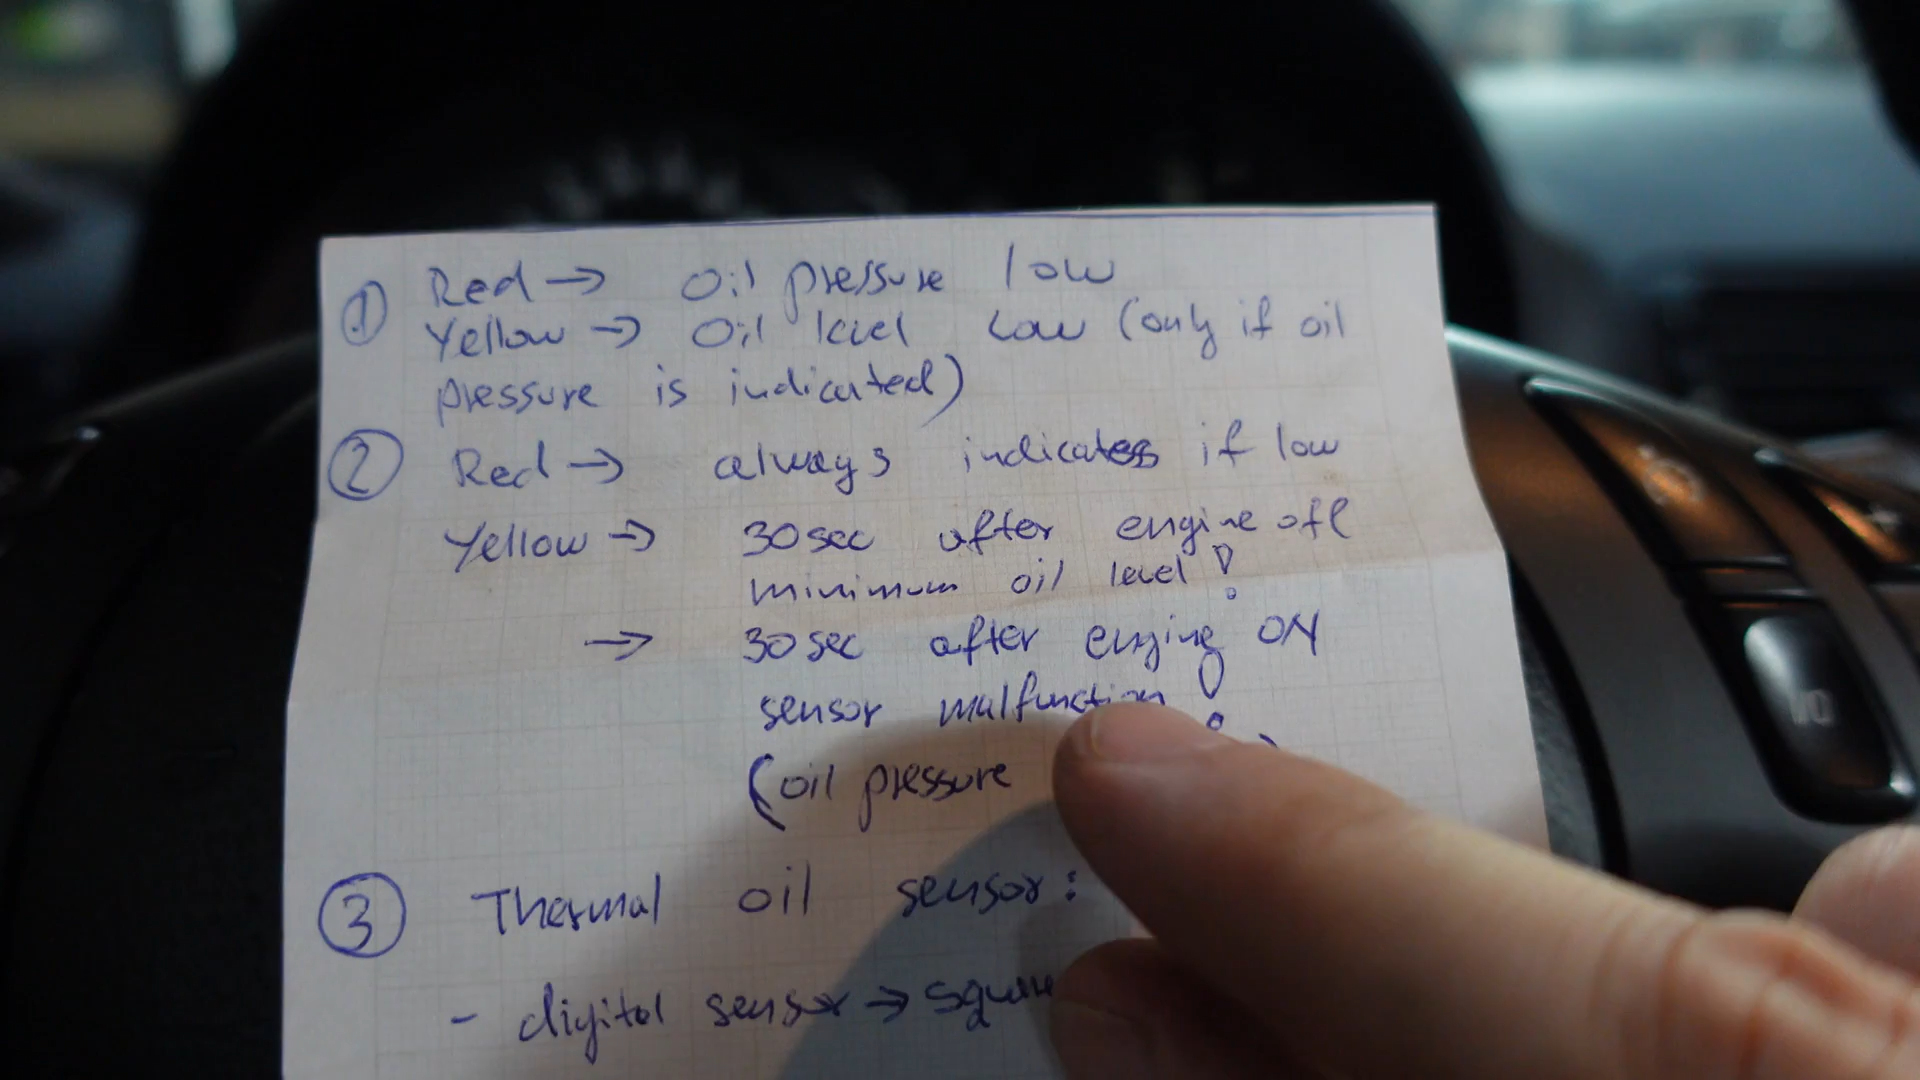 ① Red → Oil pressure low
Yellow → Oil level Low (only if oil
pressure is indicated)
② Red → always indicates if low
Yellow → 30sec after engine off
minimum oil level!
→ 30sec after engine ON
sensor malfunction!
(oil pressure )
③ Thermal oil sensor:
- digital sensor → square